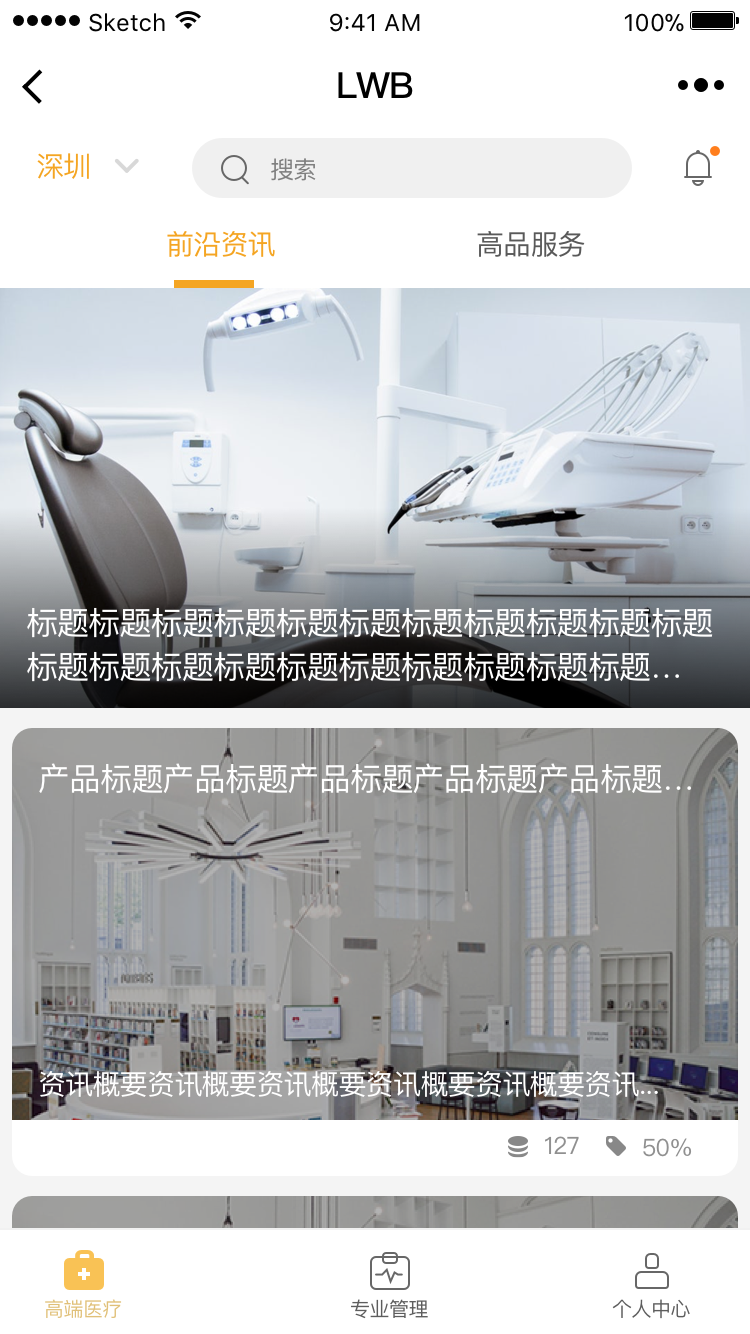 Sketch 9:41 AM 100%
LWB
深圳 搜索
前沿资讯 高品服务
标题标题标题标题标题标题标题标题标题标题标题
标题标题标题标题标题标题标题标题标题标题...
产品标题产品标题产品标题产品标题产品标题...
资讯概要资讯概要资讯概要资讯概要资讯概要资讯...
127 50%
高端医疗 专业管理 个人中心